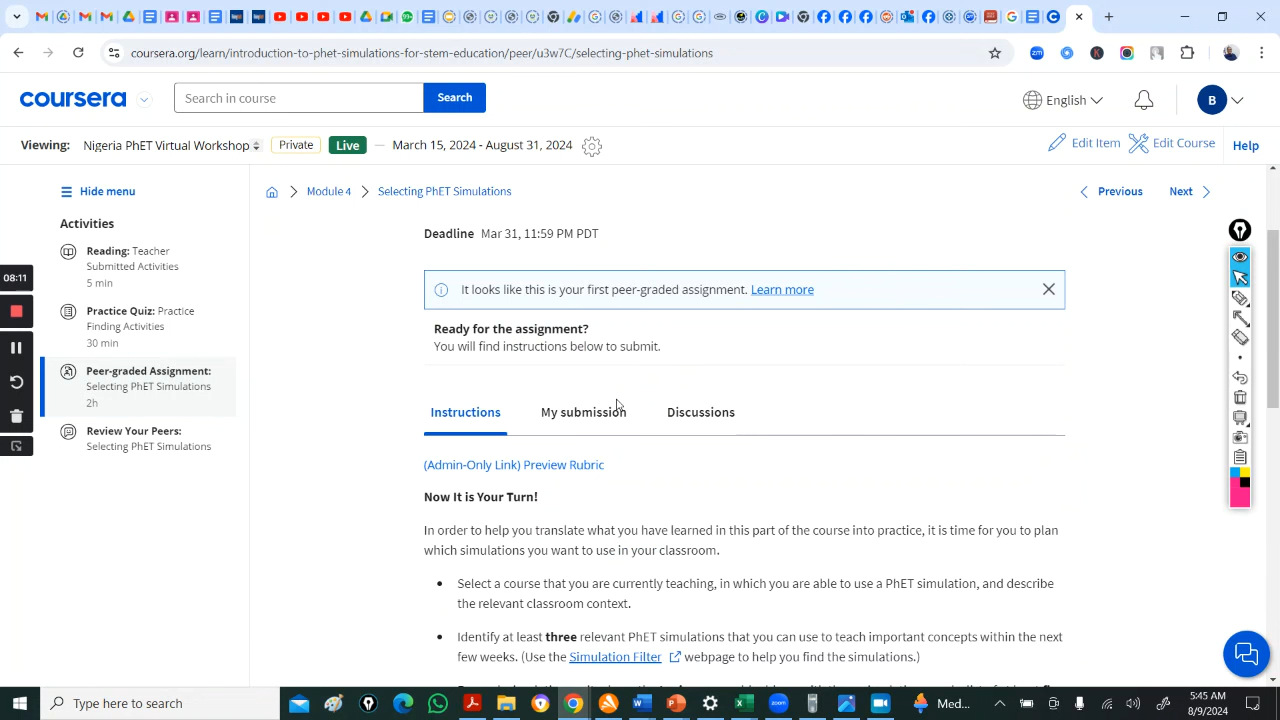 coursera.org/learn/introduction-to-phet-simulations-for-stem-education/peer/u3w7C/selecting-phet-simulations
coursera
Search in course
Search
English
B
Viewing:
Nigeria PhET Virtual Workshop
Private
Live
March 15, 2024 - August 31, 2024
Edit Item
Edit Course
Help
Hide menu
Module 4
Selecting PhET Simulations
Previous
Next
Activities
Reading: Teacher
Submitted Activities
5 min
Practice Quiz: Practice
Finding Activities
30 min
Peer-graded Assignment:
Selecting PhET Simulations
2h
Review Your Peers:
Selecting PhET Simulations
08:11
Deadline Mar 31, 11:59 PM PDT
It looks like this is your first peer-graded assignment. Learn more
Ready for the assignment?
You will find instructions below to submit.
Instructions
My submission
Discussions
(Admin-Only Link) Preview Rubric
Now It is Your Turn!
In order to help you translate what you have learned in this part of the course into practice, it is time for you to plan
which simulations you want to use in your classroom.
• Select a course that you are currently teaching, in which you are able to use a PhET simulation, and describe
the relevant classroom context.
• Identify at least three relevant PhET simulations that you can use to teach important concepts within the next
few weeks. (Use the Simulation Filter webpage to help you find the simulations.)
Type here to search
Med...
5:45 AM
8/9/2024